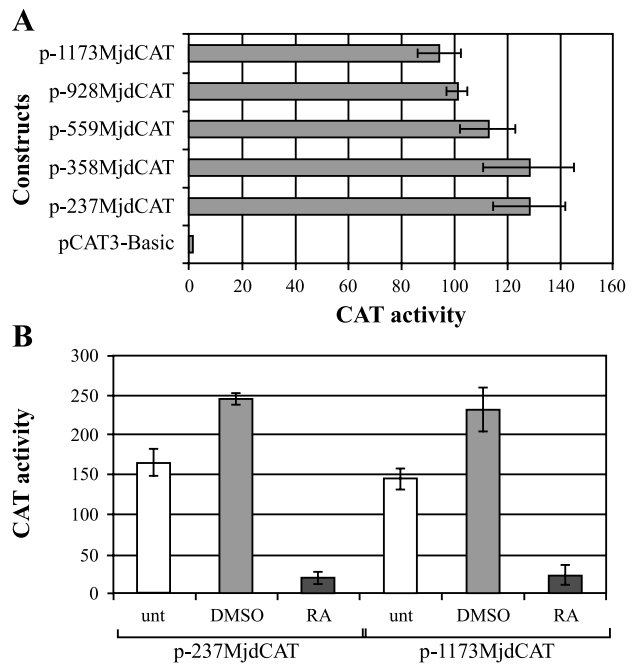 A
Constructs
p-1173MjdCAT
p-928MjdCAT
p-559MjdCAT
p-358MjdCAT
p-237MjdCAT
pCAT3-Basic
0 20 40 60 80 100 120 140 160
CAT activity
B
CAT activity
300
250
200
150
100
50
0
unt DMSO RA unt DMSO RA
p-237MjdCAT p-1173MjdCAT